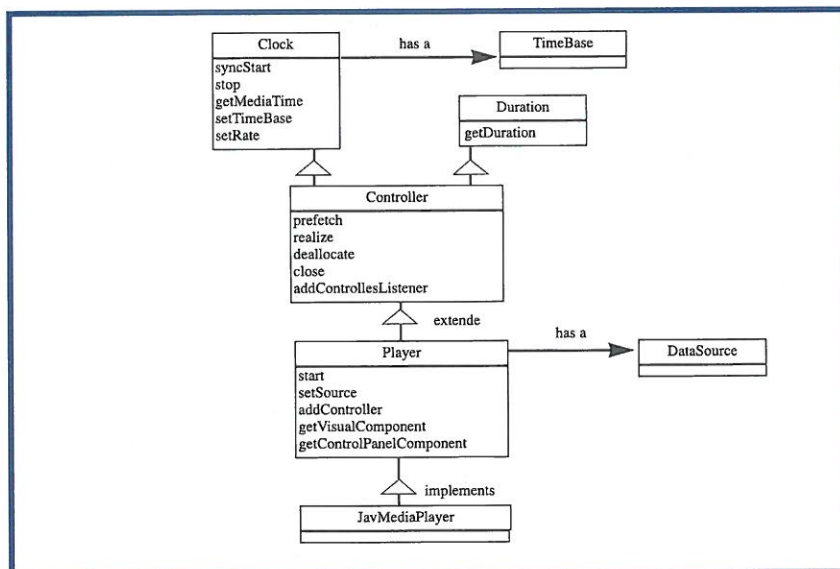 Clock
has a
TimeBase
syncStart
stop
getMediaTime
setTimeBase
setRate
Duration
getDuration
Controller
prefetch
realize
deallocate
close
addControllesListener
extende
Player
has a
DataSource
start
setSource
addController
getVisualComponent
getControlPanelComponent
implements
JavMediaPlayer